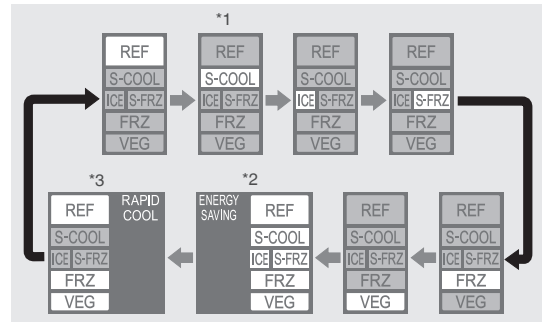 *1
REF
S-COOL
ICE S-FRZ
FRZ
VEG
REF
S-COOL
ICE S-FRZ
FRZ
VEG
REF
S-COOL
ICE S-FRZ
FRZ
VEG
REF
S-COOL
ICE S-FRZ
FRZ
VEG
*3
REF
S-COOL
ICE S-FRZ
FRZ
VEG
RAPID
COOL
*2
ENERGY
SAVING
REF
S-COOL
ICE S-FRZ
FRZ
VEG
REF
S-COOL
ICE S-FRZ
FRZ
VEG
REF
S-COOL
ICE S-FRZ
FRZ
VEG